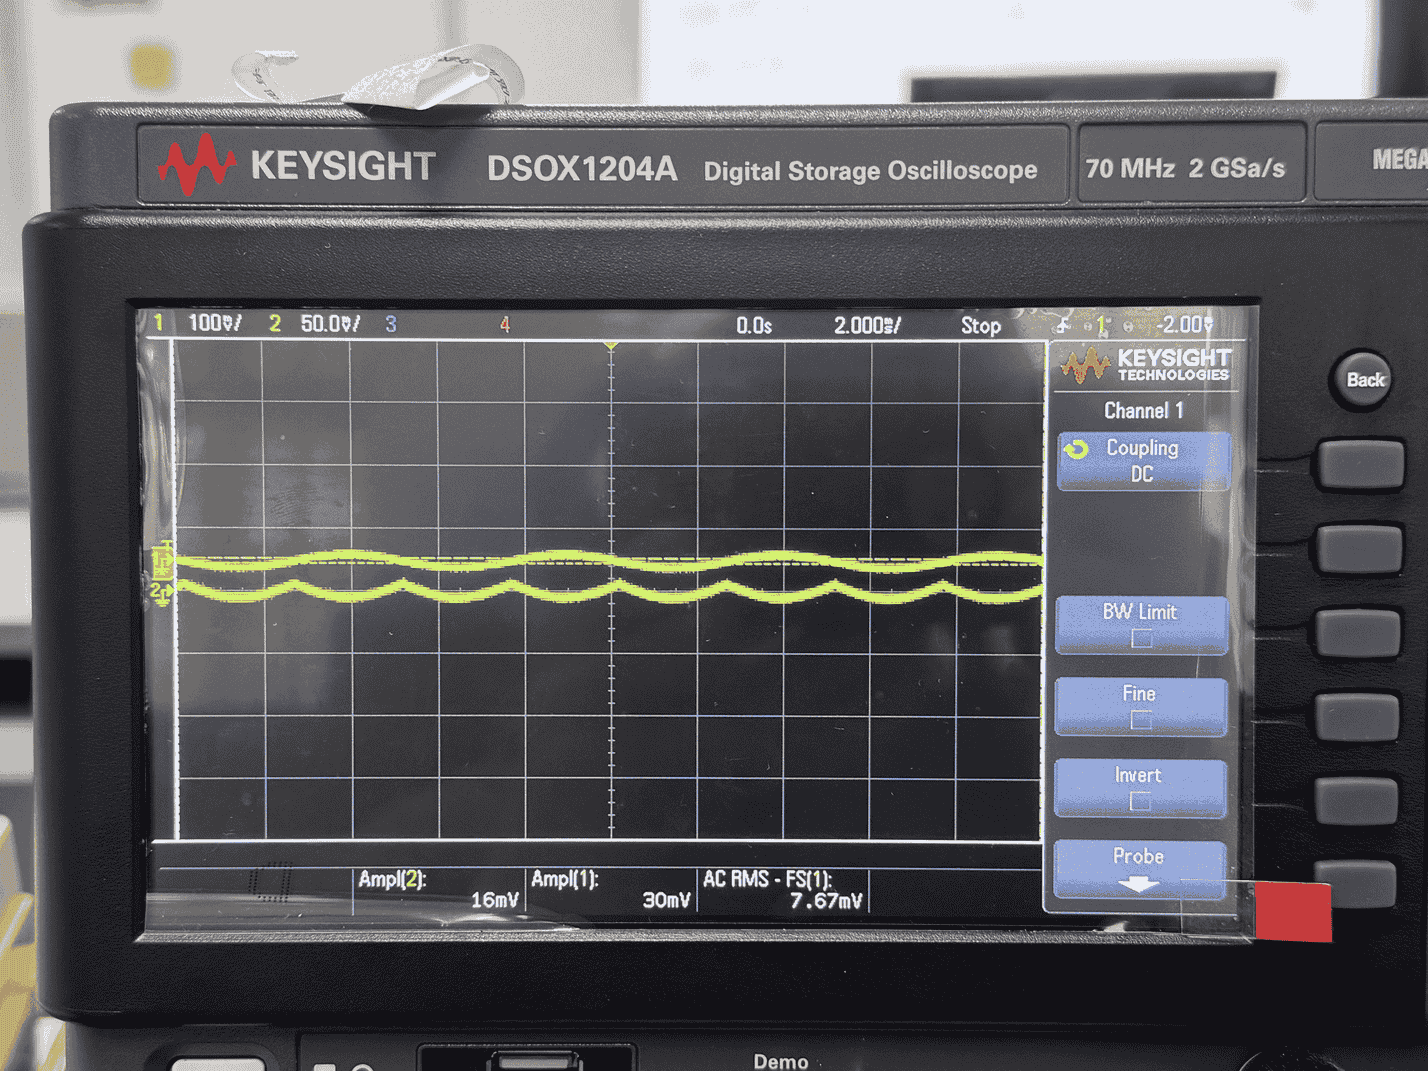 KEYSIGHT DSOX1204A Digital Storage Oscilloscope 70 MHz 2 GSa/s MEGA
1 100mV/ 2 50.0mV/ 3 4 0.0s 2.000ms/ Stop 1 -2.00mV
KEYSIGHT
TECHNOLOGIES
Channel 1
Coupling
DC
Back
2
BW Limit
Fine
Invert
Probe
Ampl(2): Ampl(1): AC RMS - FS(1):
16mV 30mV 7.67mV
Demo